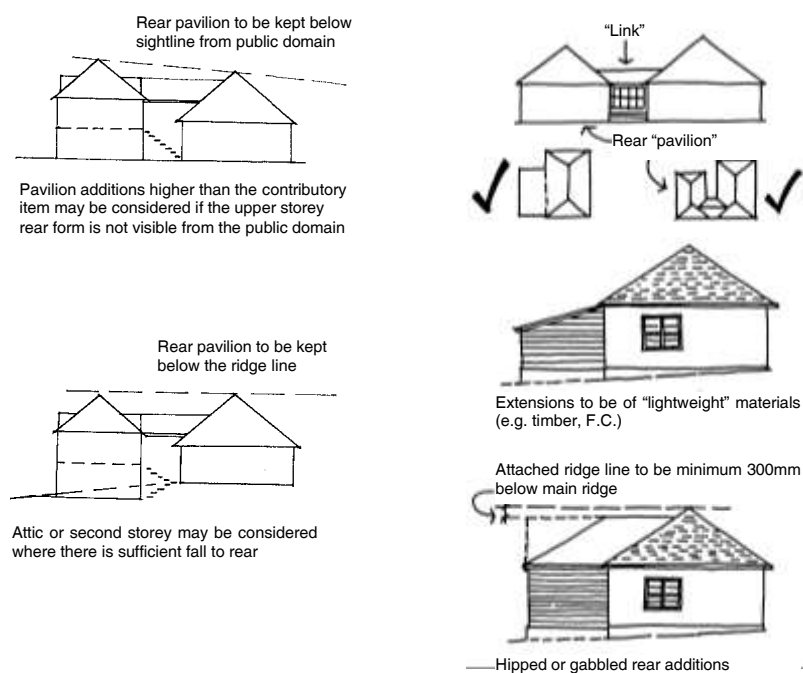 Rear pavilion to be kept below
sightline from public domain
Pavilion additions higher than the contributory
item may be considered if the upper storey
rear form is not visible from the public domain
Rear pavilion to be kept
below the ridge line
Attic or second storey may be considered
where there is sufficient fall to rear
“Link”
Rear “pavilion”
Extensions to be of “lightweight” materials
(e.g. timber, F.C.)
Attached ridge line to be minimum 300mm
below main ridge
Hipped or gabbled rear additions